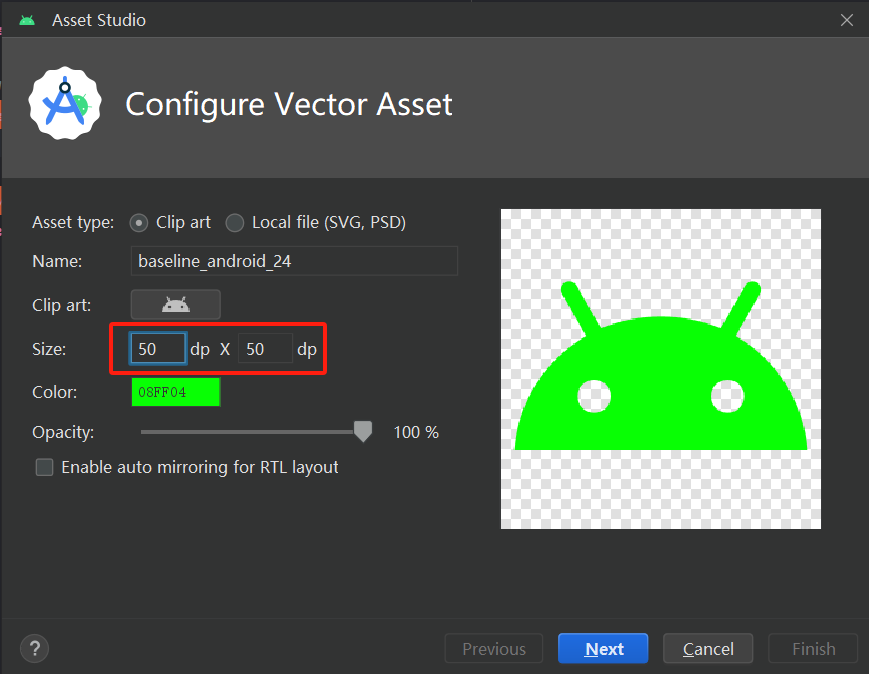 Asset Studio
Configure Vector Asset
Asset type: Clip art Local file (SVG, PSD)
Name: baseline_android_24
Clip art:
Size: 50 dp X 50 dp
Color: 08FF04
Opacity: 100 %
Enable auto mirroring for RTL layout
? Previous Next Cancel Finish